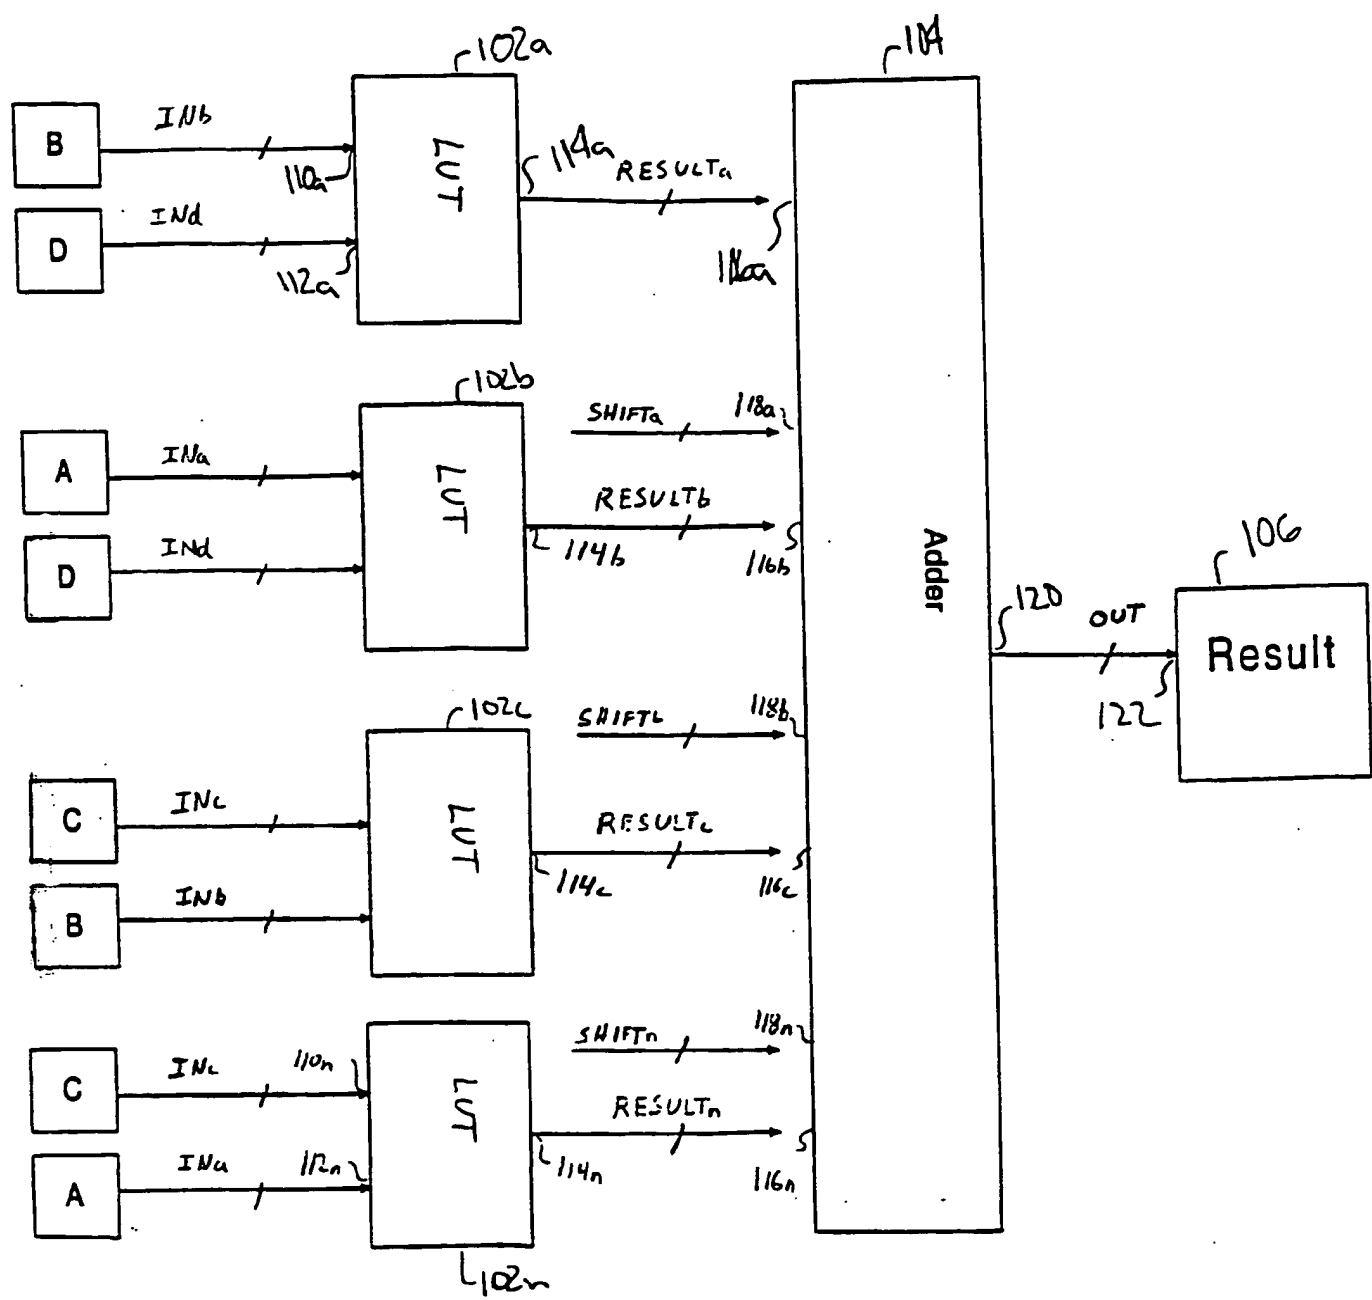 102a
104
B
INb
110a
LUT
114a
RESULTa
D
INd
112a
102b
SHIFTa
118a
A
INa
LUT
RESULTb
114b
116b
D
INd
Adder
106
120
OUT
122
Result
102c
SHIFTb
118b
C
INc
LUT
RESULTc
114c
116c
B
INb
SHIFTn
118n
C
INc
110n
LUT
RESULTn
114n
116n
A
INa
112n
102n